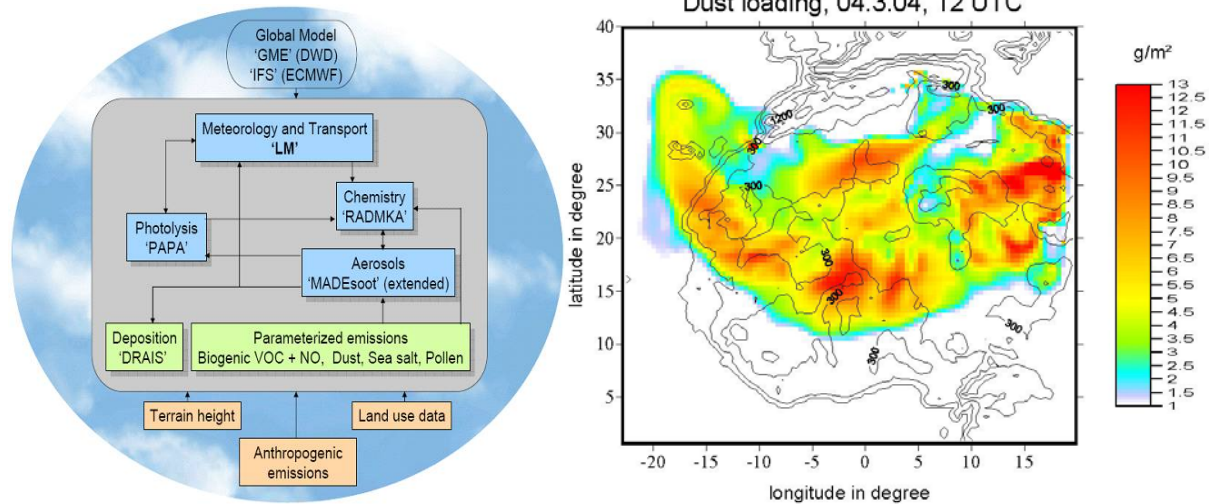 Global Model
'GME' (DWD)
'IFS' (ECMWF)
Meteorology and Transport
'LM'
Chemistry
'RADMKA'
Photolysis
'PAPA'
Aerosols
'MADEsoot' (extended)
Deposition
'DRAIS'
Parameterized emissions
Biogenic VOC + NO, Dust, Sea salt, Pollen
Terrain height
Land use data
Anthropogenic
emissions
Dust loading, 04.3.04, 12 UTC
latitude in degree
40
35
30
25
20
15
10
5
300
300
1200
300
300
300
300
300
300
300
-20 -15 -10 -5 0 5 10 15
longitude in degree
g/m²
13
12.5
12
11.5
11
10.5
10
9.5
9
8.5
8
7.5
7
6.5
6
5.5
5
4.5
4
3.5
3
2.5
2
1.5
1